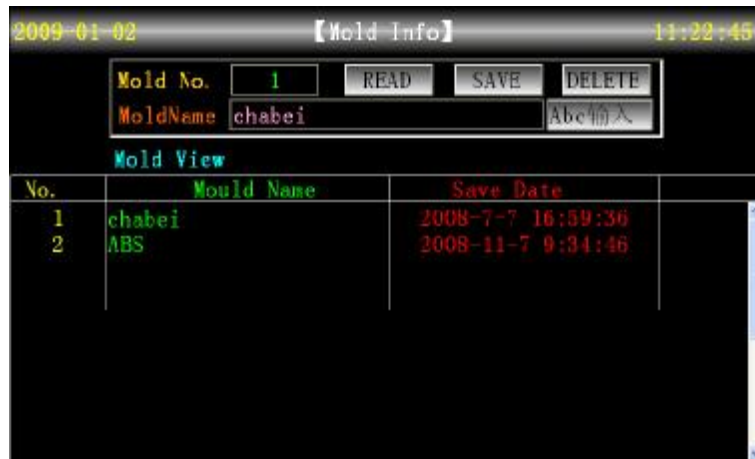 2009-01-02 【Mold Info】 11:22:45
Mold No. 1 READ SAVE DELETE
MoldName chabei Abc输入
Mold View
No. Mould Name Save Date
1 chabei 2008-7-7 16:59:36
2 ABS 2008-11-7 9:34:46